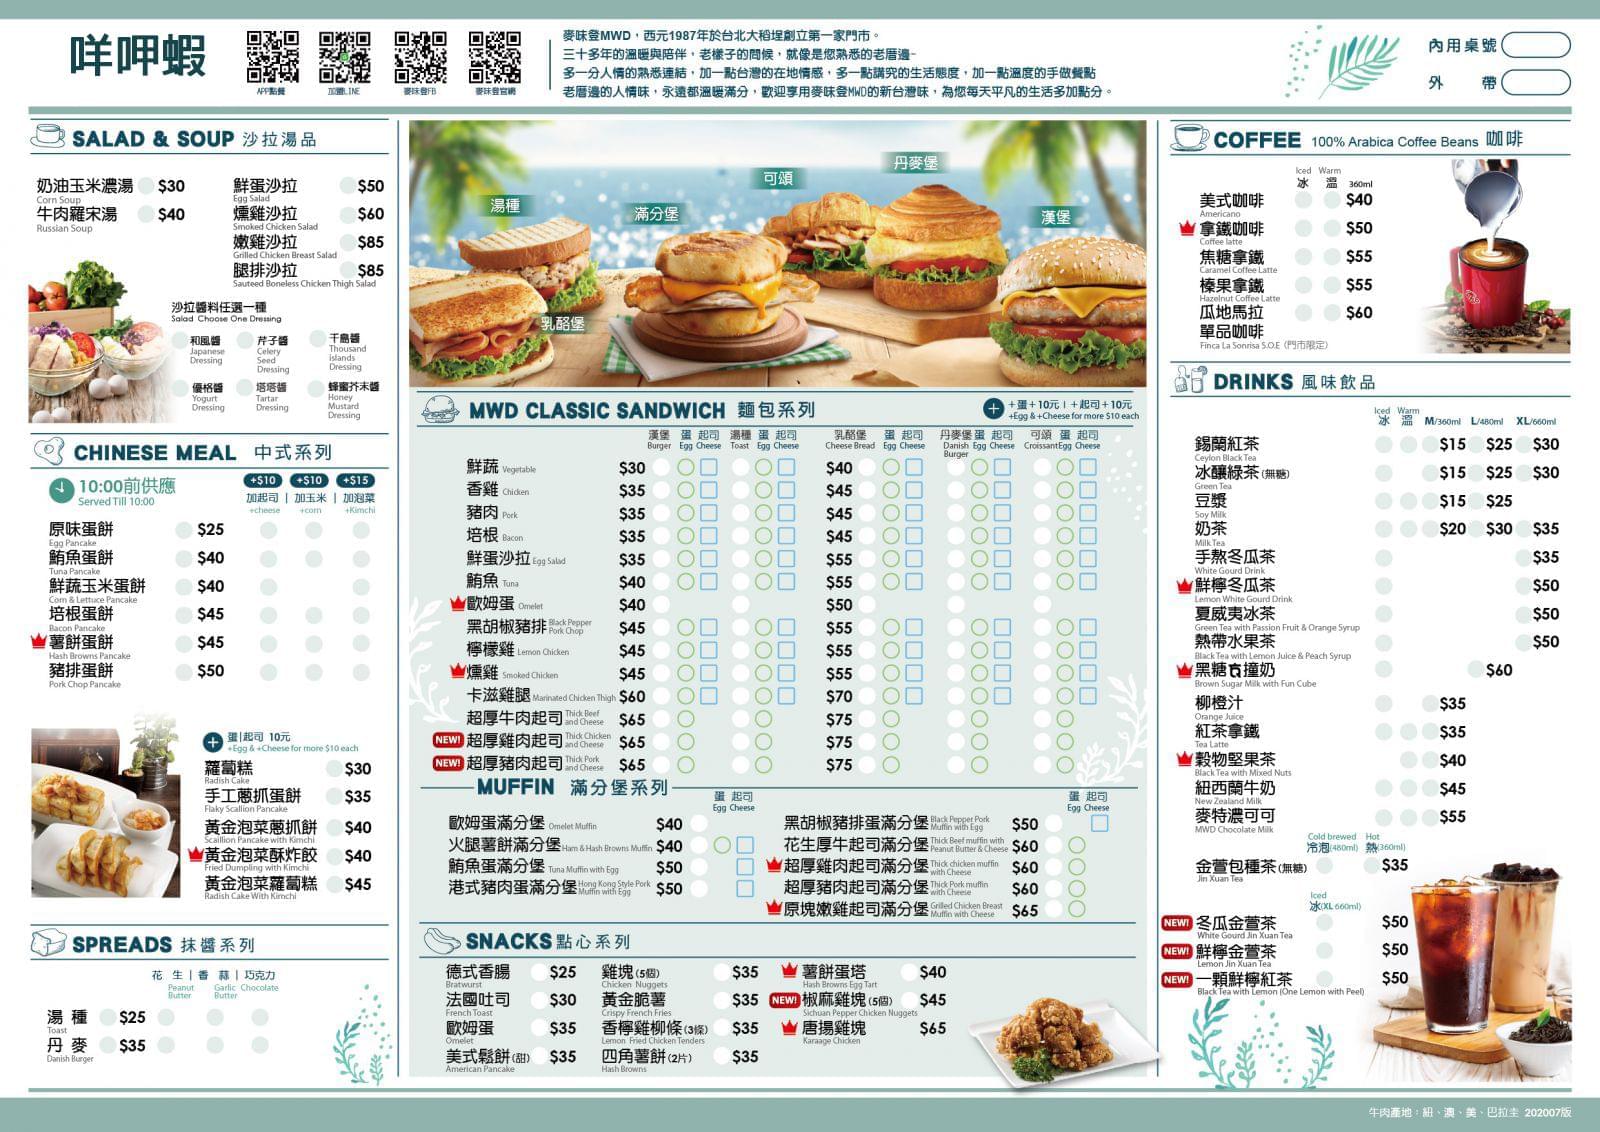 咩呷蝦
APP點餐
加盟LINE
麥味登FB
麥味登官網
麥味登MWD，西元1987年於台北大稻埕創立第一家門市。
三十多年的溫暖與陪伴，老樣子的問候，就像是您熟悉的老厝邊-
多一分人情的熟悉連結，加一點台灣的在地情感，多一點講究的生活態度，加一點溫度的手做餐點
老厝邊的人情味，永遠都溫暖滿分，歡迎享用麥味登MWD的新台灣味，為您每天平凡的生活多加點分。
內用桌號
外 帶
SALAD & SOUP 沙拉湯品
奶油玉米濃湯 $30
Corn Soup
牛肉羅宋湯 $40
Russian Soup
鮮蛋沙拉 $50
Egg Salad
燻雞沙拉 $60
Smoked Chicken Salad
嫩雞沙拉 $85
Grilled Chicken Breast Salad
腿排沙拉 $85
Sauteed Boneless Chicken Thigh Salad
沙拉醬料任選一種
Salad Choose One Dressing
和風醬 Japanese Dressing
芹子醬 Celery Seed Dressing
千島醬 Thousand islands Dressing
優格醬 Yogurt Dressing
塔塔醬 Tartar Dressing
蜂蜜芥末醬 Honey Mustard Dressing
CHINESE MEAL 中式系列
10:00前供應
Served Till 10:00
+$10 +$10 +$15
加起司 | 加玉米 | 加泡菜
+cheese +corn +Kimchi
原味蛋餅 $25
Egg Pancake
鮪魚蛋餅 $40
Tuna Pancake
鮮蔬玉米蛋餅 $40
Corn & Lettuce Pancake
培根蛋餅 $45
Bacon Pancake
薯餅蛋餅 $45
Hash Browns Pancake
豬排蛋餅 $50
Pork Chop Pancake
+ 蛋|起司 10元
+Egg & +Cheese for more $10 each
蘿蔔糕 $30
Radish Cake
手工蔥抓蛋餅 $35
Flaky Scallion Pancake
黃金泡菜蔥抓餅 $40
Scaillion Pancake with Kimchi
黃金泡菜酥炸餃 $40
Fried Dumpling with Kimchi
黃金泡菜蘿蔔糕 $45
Radish Cake With Kimchi
SPREADS 抹醬系列
花 生 | 香 蒜 | 巧克力
Peanut Butter Garlic Butter Chocolate
湯 種 $25
Toast
丹 麥 $35
Danish Burger
湯種
滿分堡
可頌
丹麥堡
漢堡
乳酪堡
MWD CLASSIC SANDWICH 麵包系列
+ +蛋+10元 | +起司+10元
+Egg & +Cheese for more $10 each
漢堡 蛋 起司 湯種 蛋 起司 乳酪堡 蛋 起司 丹麥堡 蛋 起司 可頌 蛋 起司
Burger Egg Cheese Toast Egg Cheese Cheese Bread Egg Cheese Danish Burger Egg Cheese Croissant Egg Cheese
鮮蔬 Vegetable $30 $40
香雞 Chicken $35 $45
豬肉 Pork $35 $45
培根 Bacon $35 $45
鮮蛋沙拉 Egg Salad $35 $55
鮪魚 Tuna $40 $55
歐姆蛋 Omelet $40 $50
黑胡椒豬排 Black Pepper Pork Chop $45 $55
檸檬雞 Lemon Chicken $45 $55
燻雞 Smoked Chicken $45 $55
卡滋雞腿 Marinated Chicken Thigh $60 $70
超厚牛肉起司 Thick Beef and Cheese $65 $75
NEW! 超厚雞肉起司 Thick Chicken and Cheese $65 $75
NEW! 超厚豬肉起司 Thick Pork and Cheese $65 $75
MUFFIN 滿分堡系列
蛋 起司 蛋 起司
Egg Cheese Egg Cheese
歐姆蛋滿分堡 Omelet Muffin $40
火腿薯餅滿分堡 Ham & Hash Browns Muffin $40
鮪魚蛋滿分堡 Tuna Muffin with Egg $50
港式豬肉蛋滿分堡 Hong Kong Style Pork Muffin with Egg $50
黑胡椒豬排蛋滿分堡 Black Pepper Pork Muffin with Egg $50
花生厚牛起司滿分堡 Thick Beef muffin with Peanut Butter & Cheese $60
超厚雞肉起司滿分堡 Thick chicken muffin with Cheese $60
超厚豬肉起司滿分堡 Thick Pork muffin with Cheese $60
原塊嫩雞起司滿分堡 Grilled Chicken Breast Muffin with Cheese $65
SNACKS 點心系列
德式香腸 $25
Bratwurst
法國吐司 $30
French Toast
歐姆蛋 $35
Omelet
美式鬆餅(甜) $35
American Pancake
雞塊(5個) $35
Chicken Nuggets
黃金脆薯 $35
Crispy French Fries
香檸雞柳條(3條) $35
Lemon Fried Chicken Tenders
四角薯餅(2片) $35
Hash Browns
薯餅蛋塔 $40
Hash Browns Egg Tart
NEW! 椒麻雞塊(5個) $45
Sichuan Pepper Chicken Nuggets
唐揚雞塊 $65
Karaage Chicken
COFFEE 100% Arabica Coffee Beans 咖啡
Iced Warm
冰 溫 360ml
美式咖啡 $40
Americano
拿鐵咖啡 $50
Coffee latte
焦糖拿鐵 $55
Caramel Coffee Latte
榛果拿鐵 $55
Hazelnut Coffee Latte
瓜地馬拉 $60
單品咖啡
Finca La Sonrisa S.O.E (門市限定)
DRINKS 風味飲品
Iced Warm
冰 溫 M/360ml L/480ml XL/660ml
錫蘭紅茶 $15 $25 $30
Ceylon Black Tea
冰釀綠茶(無糖) $15 $25 $30
Green Tea
豆漿 $15 $25
Soy Milk
奶茶 $20 $30 $35
Milk Tea
手熬冬瓜茶 $35
White Gourd Drink
鮮檸冬瓜茶 $50
Lemon White Gourd Drink
夏威夷冰茶 $50
Green Tea with Passion Fruit & Orange Syrup
熱帶水果茶 $50
Black Tea with Lemon Juice & Peach Syrup
黑糖Q撞奶 $60
Brown Sugar Milk with Fun Cube
柳橙汁 $35
Orange Juice
紅茶拿鐵 $35
Tea Latte
穀物堅果茶 $40
Black Tea with Mixed Nuts
紐西蘭牛奶 $45
New Zealand Milk
麥特濃可可 $55
MWD Chocolate Milk
Cold brewed Hot
冷泡(480ml) 熱(360ml)
金萱包種茶(無糖) $35
Jin Xuan Tea
Iced
冰(XL 660ml)
NEW! 冬瓜金萱茶 $50
White Gourd Jin Xuan Tea
NEW! 鮮檸金萱茶 $50
Lemon Jin Xuan Tea
NEW! 一顆鮮檸紅茶 $50
Black Tea with Lemon (One Lemon with Peel)
牛肉產地：紐、澳、美、巴拉圭 202007版